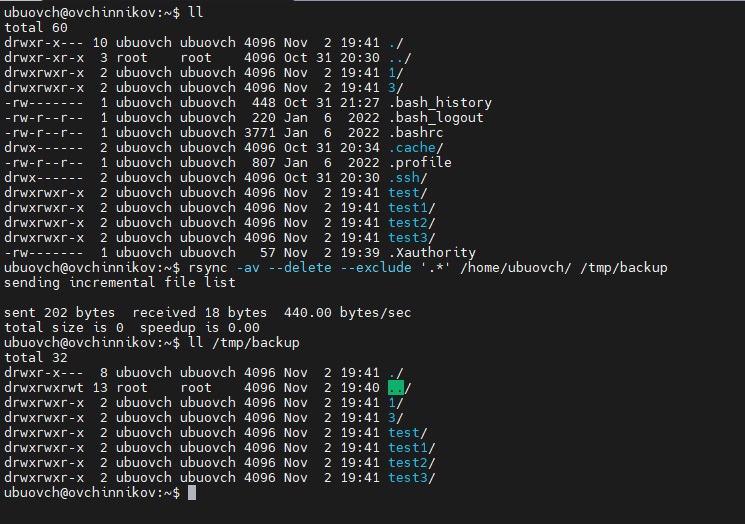 ubuovch@ovchinnikov:~$ ll
total 60
drwxr-x--- 10 ubuovch ubuovch 4096 Nov  2 19:41 ./
drwxr-xr-x  3 root    root    4096 Oct 31 20:30 ../
drwxrwxr-x  2 ubuovch ubuovch 4096 Nov  2 19:41 1/
drwxrwxr-x  2 ubuovch ubuovch 4096 Nov  2 19:41 3/
-rw-------  1 ubuovch ubuovch  448 Oct 31 21:27 .bash_history
-rw-r--r--  1 ubuovch ubuovch  220 Jan  6  2022 .bash_logout
-rw-r--r--  1 ubuovch ubuovch 3771 Jan  6  2022 .bashrc
drwx------  2 ubuovch ubuovch 4096 Oct 31 20:34 .cache/
-rw-r--r--  1 ubuovch ubuovch  807 Jan  6  2022 .profile
drwx------  2 ubuovch ubuovch 4096 Oct 31 20:30 .ssh/
drwxrwxr-x  2 ubuovch ubuovch 4096 Nov  2 19:41 test/
drwxrwxr-x  2 ubuovch ubuovch 4096 Nov  2 19:41 test1/
drwxrwxr-x  2 ubuovch ubuovch 4096 Nov  2 19:41 test2/
drwxrwxr-x  2 ubuovch ubuovch 4096 Nov  2 19:41 test3/
-rw-------  1 ubuovch ubuovch   57 Nov  2 19:39 .Xauthority
ubuovch@ovchinnikov:~$ rsync -av --delete --exclude '.*' /home/ubuovch/ /tmp/backup
sending incremental file list

sent 202 bytes  received 18 bytes  440.00 bytes/sec
total size is 0  speedup is 0.00
ubuovch@ovchinnikov:~$ ll /tmp/backup
total 32
drwxr-x---  8 ubuovch ubuovch 4096 Nov  2 19:41 ./
drwxrwxrwt 13 root    root    4096 Nov  2 19:40 ../
drwxrwxr-x  2 ubuovch ubuovch 4096 Nov  2 19:41 1/
drwxrwxr-x  2 ubuovch ubuovch 4096 Nov  2 19:41 3/
drwxrwxr-x  2 ubuovch ubuovch 4096 Nov  2 19:41 test/
drwxrwxr-x  2 ubuovch ubuovch 4096 Nov  2 19:41 test1/
drwxrwxr-x  2 ubuovch ubuovch 4096 Nov  2 19:41 test2/
drwxrwxr-x  2 ubuovch ubuovch 4096 Nov  2 19:41 test3/
ubuovch@ovchinnikov:~$